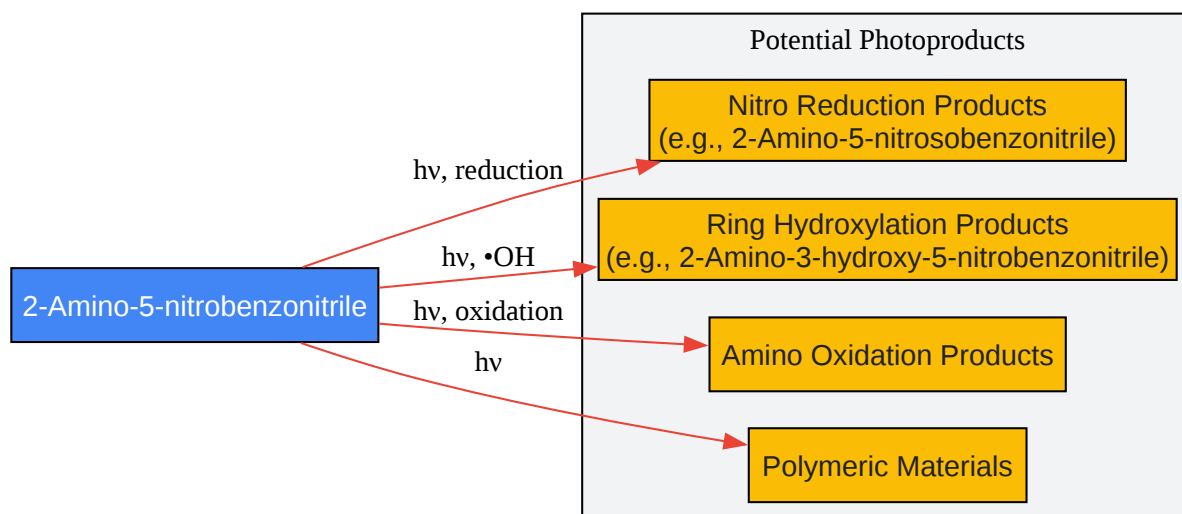 Potential Photoproducts
Nitro Reduction Products
(e.g., 2-Amino-5-nitrosobenzonitrile)
hν, reduction
Ring Hydroxylation Products
(e.g., 2-Amino-3-hydroxy-5-nitrobenzonitrile)
hν, •OH
2-Amino-5-nitrobenzonitrile
hν, oxidation
Amino Oxidation Products
hν
Polymeric Materials